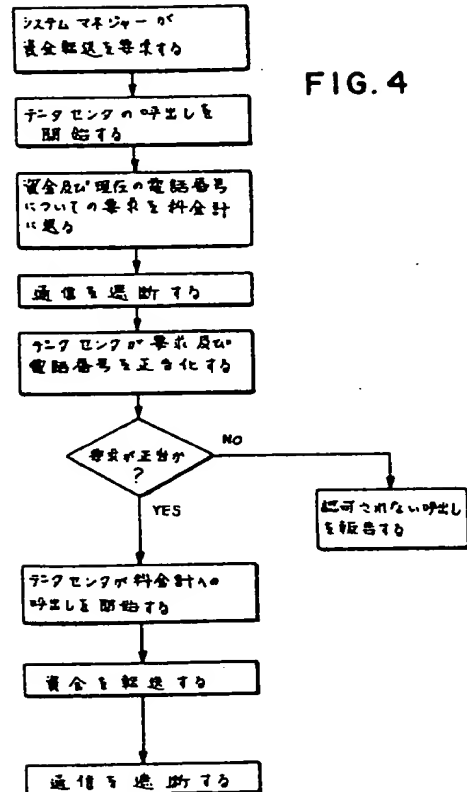 システムマネジャーが
資金転送を要求する
FIG. 4
データセンタの呼出しを
開始する
資金及び現在の電話番号
についての要求を料金計
に送る
通信を遮断する
データセンタが要求及び
電話番号を正当化する
要求が正当か
?
NO
YES
認可されない呼出し
を報告する
データセンタが料金計への
呼出しを開始する
資金を転送する
通信を遮断する